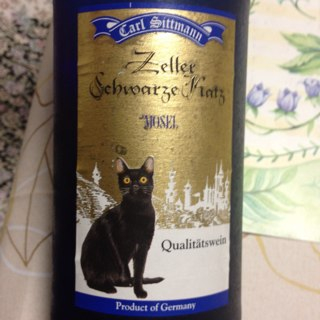 Carl Sittmann
Zeller
Schwarze Katz
MOSEL
Qualitätswein
Product of Germany